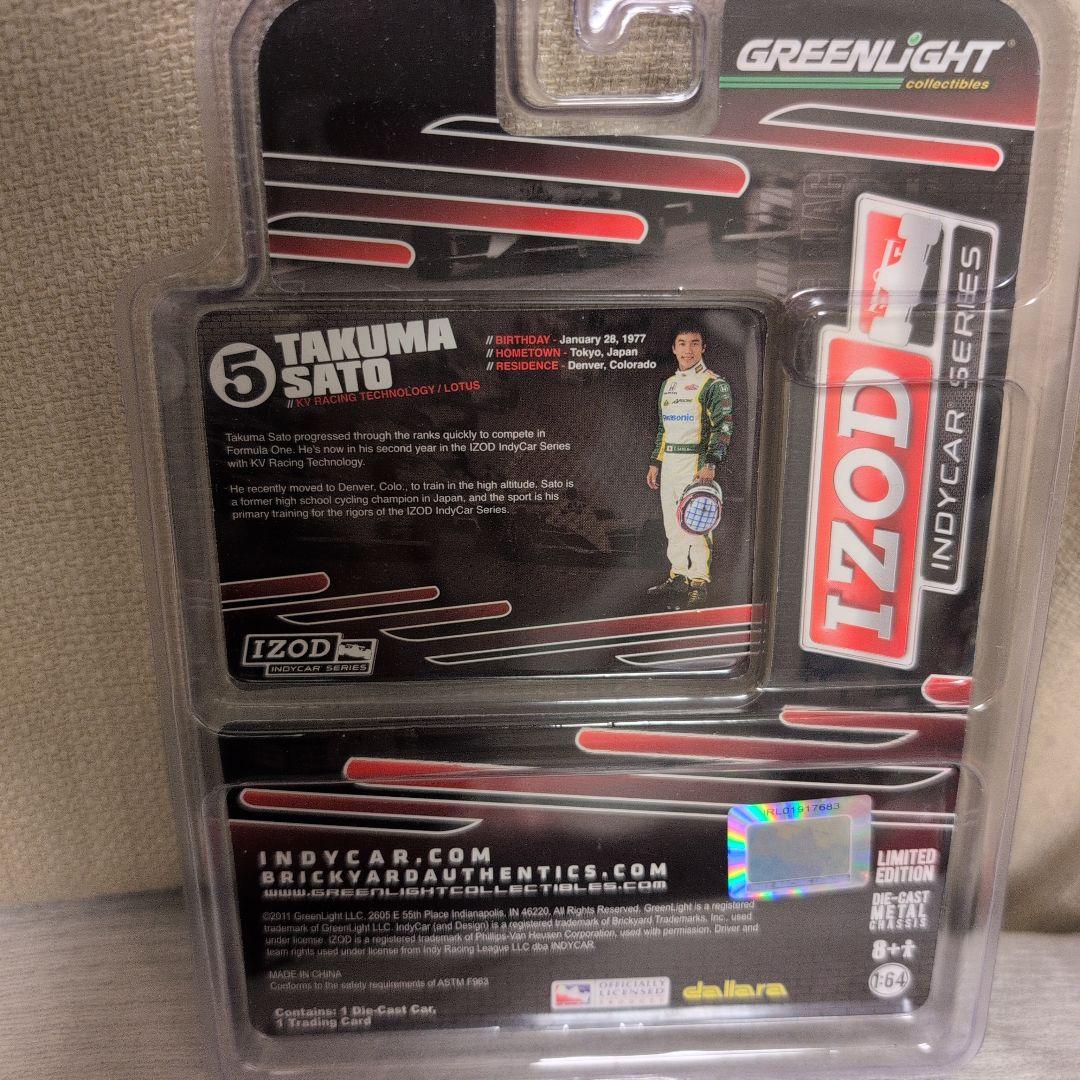 GREENLIGHT
collectibles
IZOD
INDYCAR SERIES
5
TAKUMA
SATO
// KV RACING TECHNOLOGY / LOTUS
// BIRTHDAY - January 28, 1977
// HOMETOWN - Tokyo, Japan
// RESIDENCE - Denver, Colorado
Panasonic
Takuma Sato progressed through the ranks quickly to compete in
Formula One. He's now in his second year in the IZOD IndyCar Series
with KV Racing Technology.
He recently moved to Denver, Colo., to train in the high altitude. Sato is
a former high school cycling champion in Japan, and the sport is his
primary training for the rigors of the IZOD IndyCar Series.
IZOD
INDYCAR SERIES
IRL01917683
INDYCAR.COM
BRICKYARDAUTHENTICS.COM
WWW.GREENLIGHTCOLLECTIBLES.COM
©2011 GreenLight LLC. 2605 E 55th Place Indianapolis, IN 46220, All Rights Reserved. GreenLight is a registered
trademark of GreenLight LLC. IndyCar (and Design) is a registered trademark of Brickyard Trademarks, Inc., used
under license. IZOD is a registered trademark of Phillips-Van Heusen Corporation, used with permission. Driver and
team rights used under license from Indy Racing League LLC dba INDYCAR.
MADE IN CHINA
Conforms to the safety requirements of ASTM F963
Contains: 1 Die-Cast Car,
1 Trading Card
OFFICIALLY
LICENSED
PRODUCT
dallara
LIMITED
EDITION
DIE-CAST
METAL
CHASSIS
8+
1:64